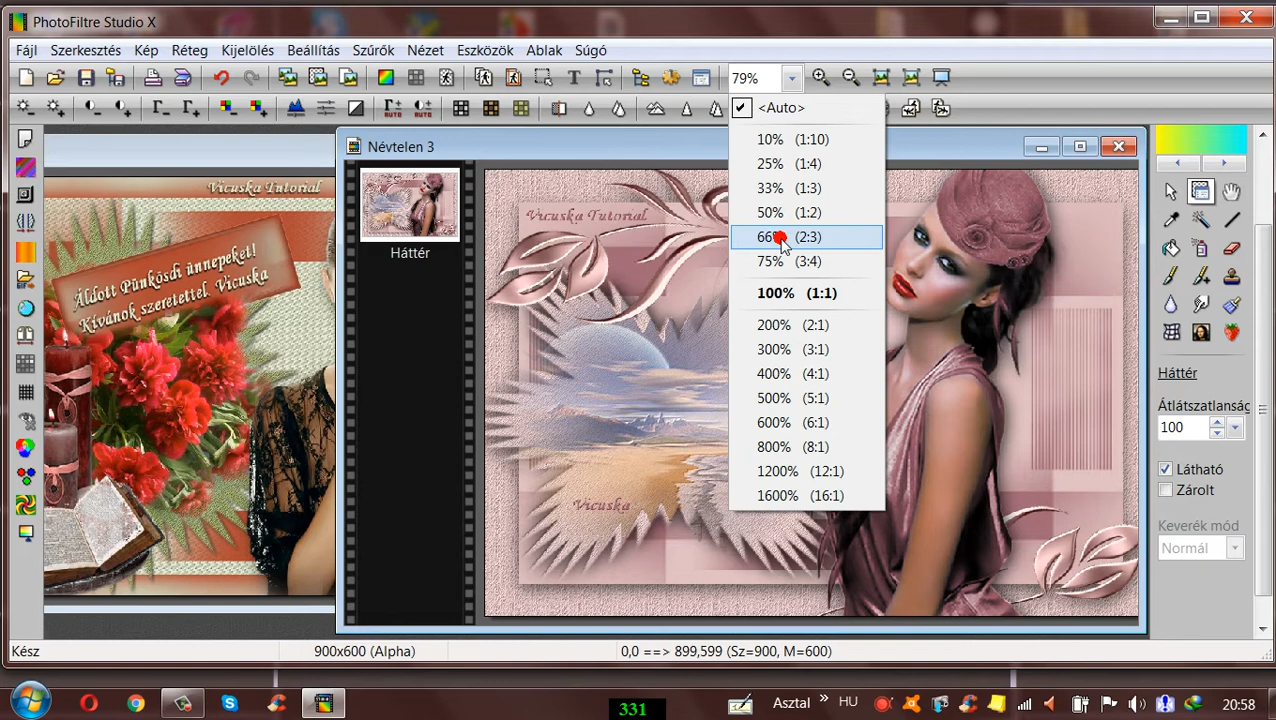 PhotoFiltre Studio X
Fájl Szerkesztés Kép Réteg Kijelölés Beállítás Szűrők Nézet Eszközök Ablak Súgó
79%
<Auto>
10% (1:10)
25% (1:4)
33% (1:3)
50% (1:2)
66% (2:3)
75% (3:4)
100% (1:1)
200% (2:1)
300% (3:1)
400% (4:1)
500% (5:1)
600% (6:1)
800% (8:1)
1200% (12:1)
1600% (16:1)
Vicuska Tutorial
Áldott Pünkösdi ünnepeket!
Kívánok szeretettel. Vicuska
Névtelen 3
Háttér
Vicuska Tutorial
Vicuska
Háttér
Átlátszatlanság
100
Látható
Zárolt
Keverék mód
Normál
Kész
900x600 (Alpha)
0,0 ==> 899,599 (Sz=900, M=600)
331
Asztal
HU
20:58